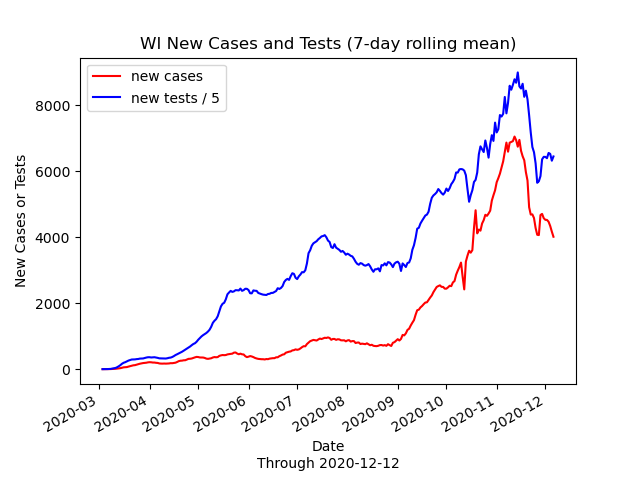 WI New Cases and Tests (7-day rolling mean)
new cases
new tests / 5
New Cases or Tests
8000
6000
4000
2000
0
2020-03
2020-04
2020-05
2020-06
2020-07
2020-08
2020-09
2020-10
2020-11
2020-12
Date
Through 2020-12-12